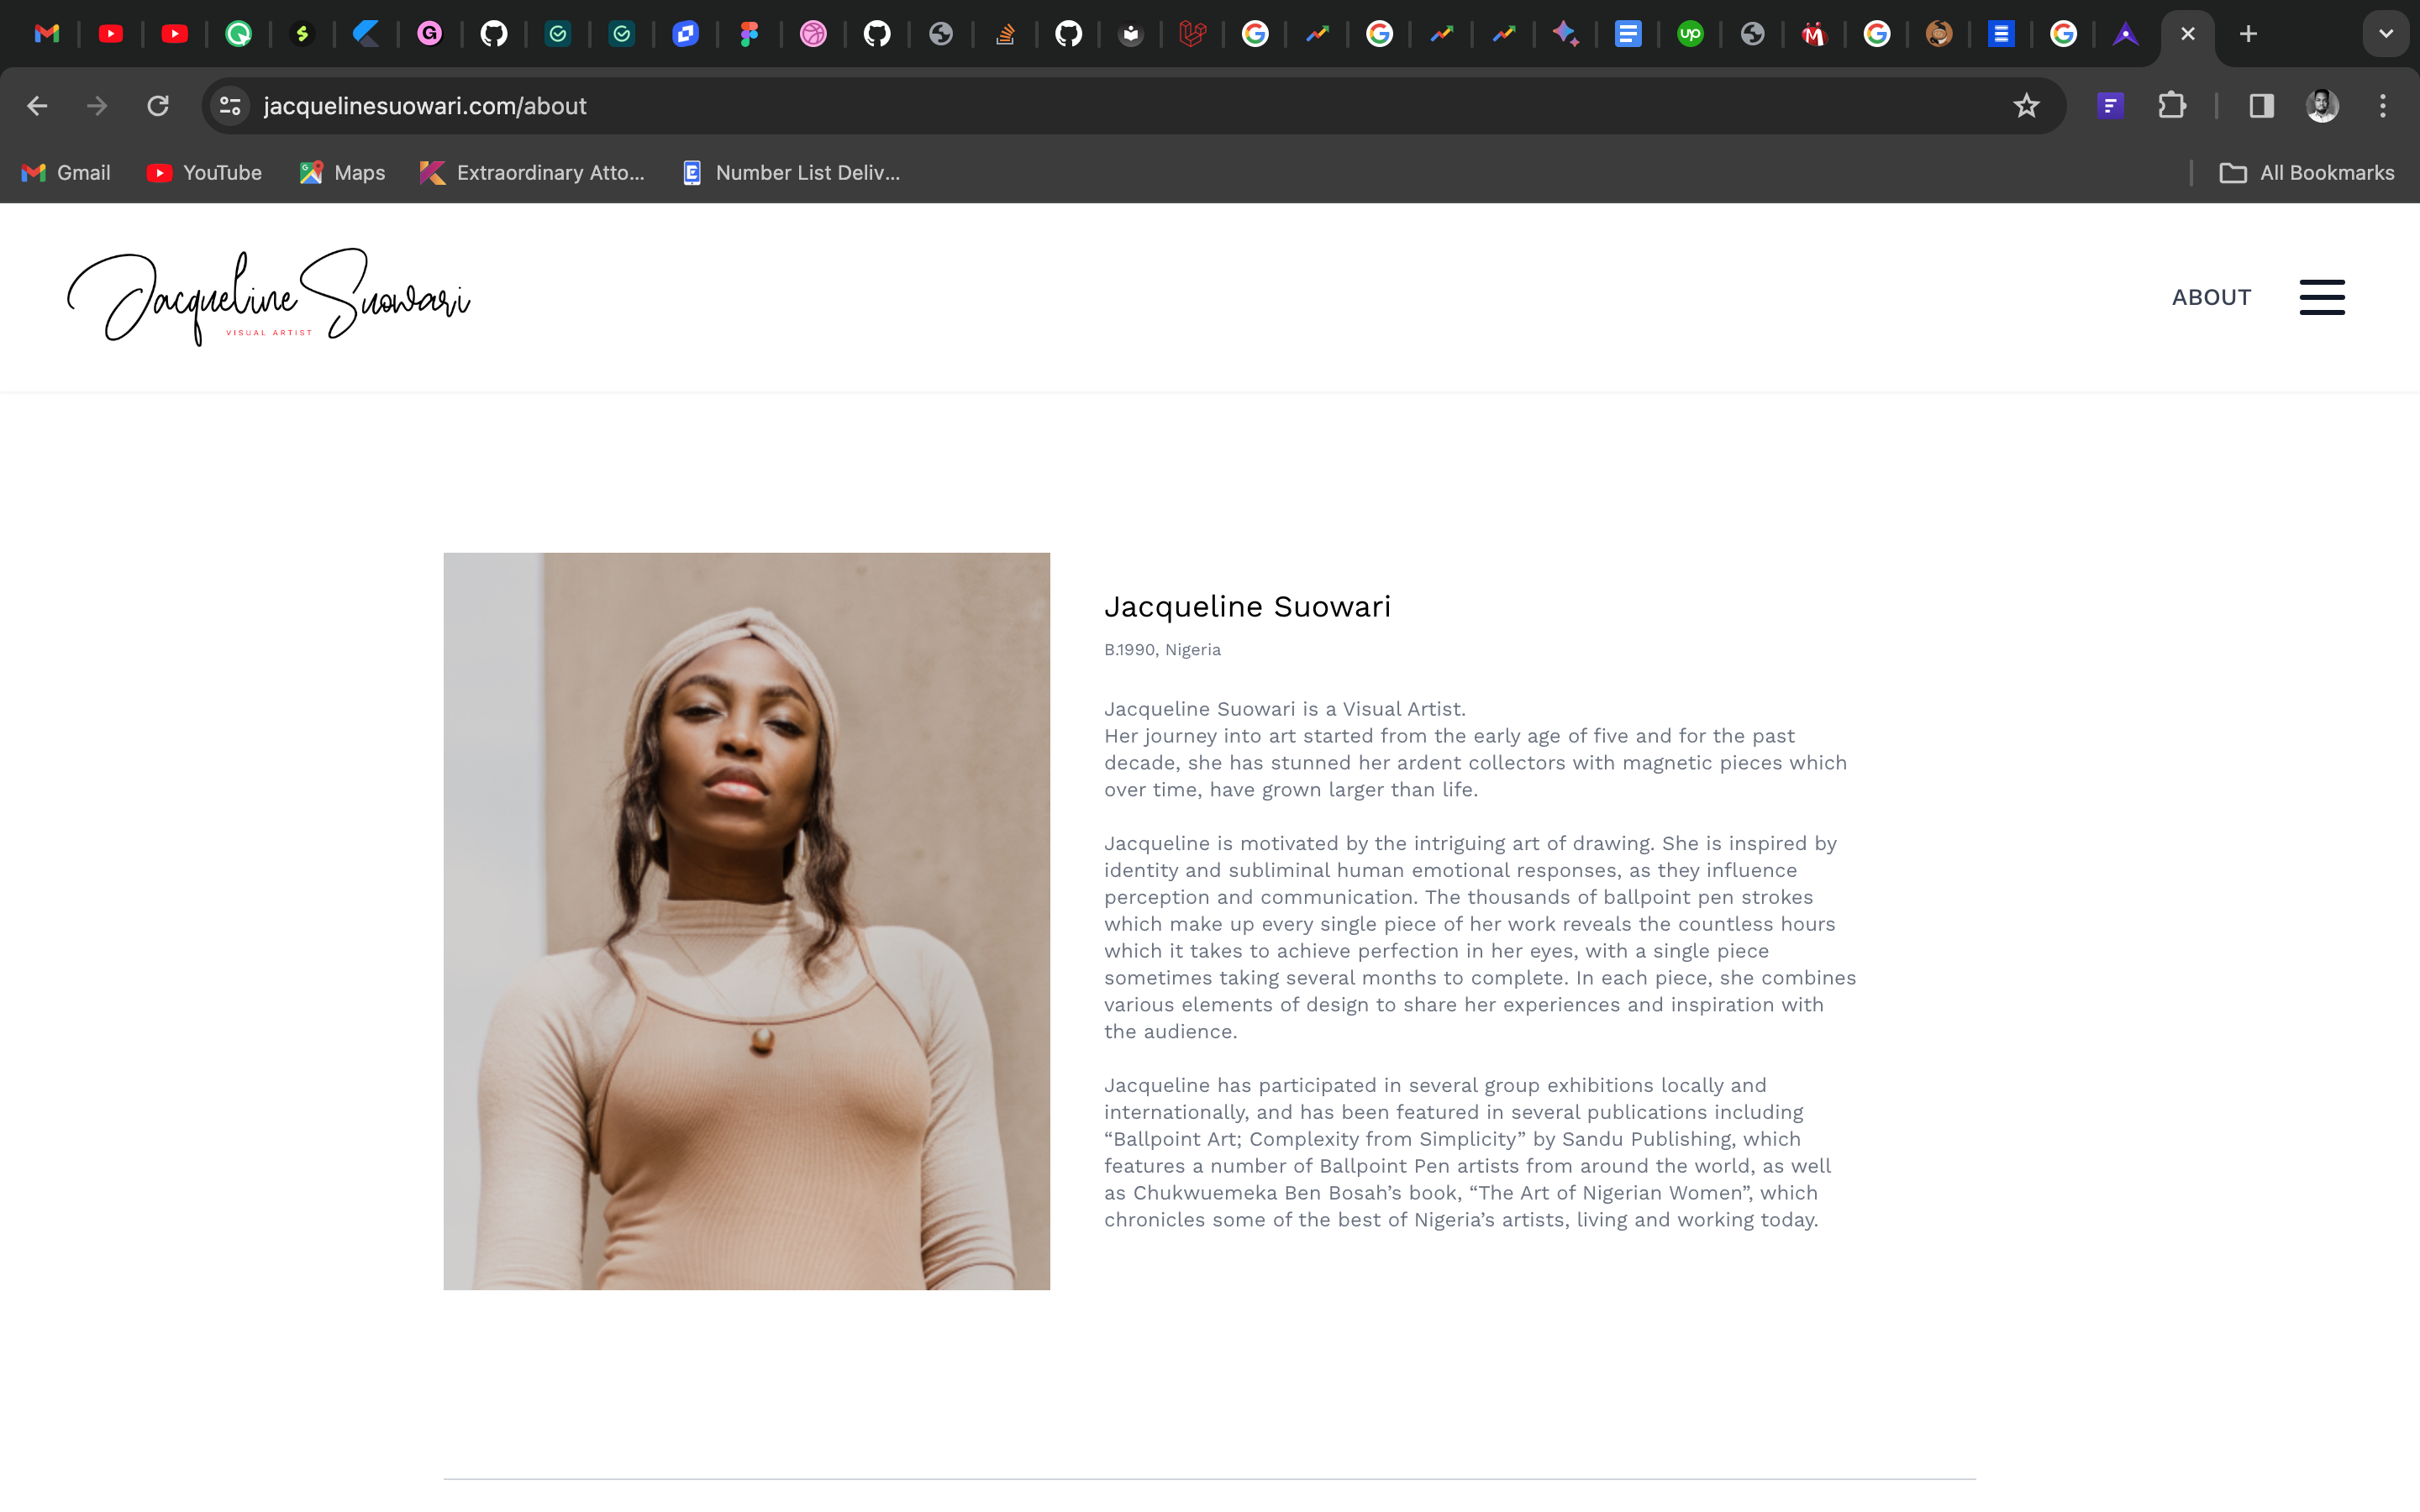 jacquelinesuowari.com/about
Gmail
YouTube
Maps
Extraordinary Atto...
Number List Deliv...
All Bookmarks
Jacqueline Suowari
VISUAL ARTIST
ABOUT
Jacqueline Suowari
B.1990, Nigeria
Jacqueline Suowari is a Visual Artist.
Her journey into art started from the early age of five and for the past
decade, she has stunned her ardent collectors with magnetic pieces which
over time, have grown larger than life.
Jacqueline is motivated by the intriguing art of drawing. She is inspired by
identity and subliminal human emotional responses, as they influence
perception and communication. The thousands of ballpoint pen strokes
which make up every single piece of her work reveals the countless hours
which it takes to achieve perfection in her eyes, with a single piece
sometimes taking several months to complete. In each piece, she combines
various elements of design to share her experiences and inspiration with
the audience.
Jacqueline has participated in several group exhibitions locally and
internationally, and has been featured in several publications including
“Ballpoint Art; Complexity from Simplicity” by Sandu Publishing, which
features a number of Ballpoint Pen artists from around the world, as well
as Chukwuemeka Ben Bosah’s book, “The Art of Nigerian Women”, which
chronicles some of the best of Nigeria’s artists, living and working today.